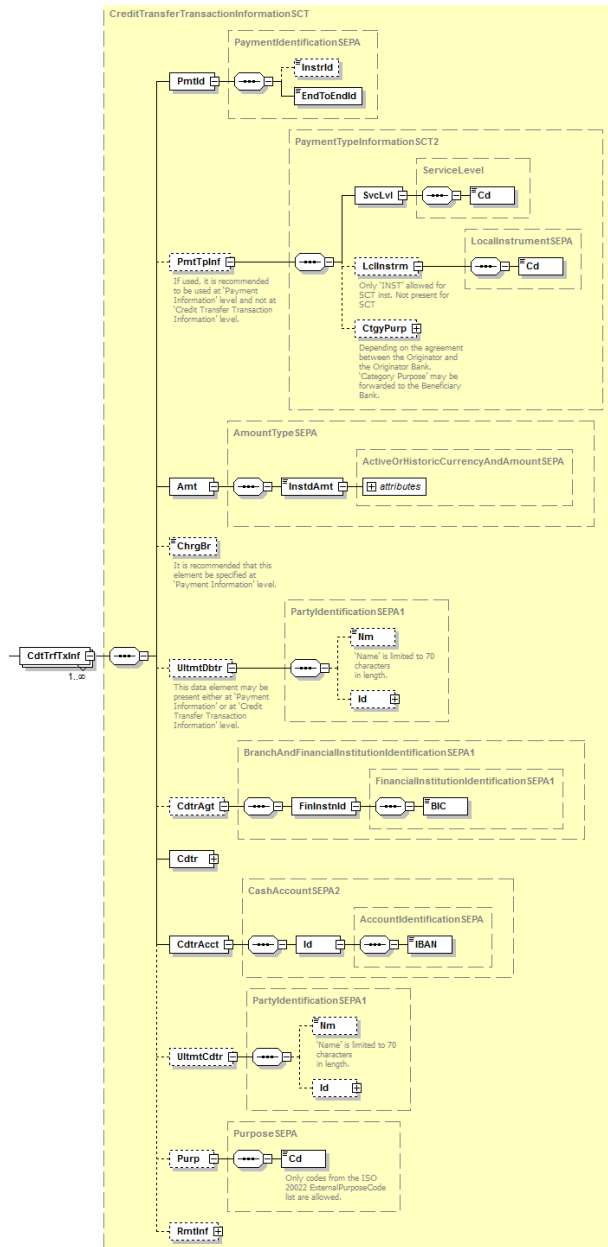 CreditTransferTransactionInformationSCT
PaymentIdentificationSEPA
InstrId
PmtId
EndToEndId
PaymentTypeInformationSCT2
ServiceLevel
SvcLvl
Cd
LocalInstrumentSEPA
PmtTpInf
LclInstrm
Cd
If used, it is recommended
to be used at 'Payment
Information' level and not at
'Credit Transfer Transaction
Information' level.
Only 'INST' allowed for
SCT inst. Not present for
SCT
CtgyPurp
Depending on the agreement
between the Originator and
the Originator Bank.
'Category Purpose' may be
forwarded to the Beneficiary
Bank.
AmountTypeSEPA
ActiveOrHistoricCurrencyAndAmountSEPA
Amt
InstdAmt
attributes
ChrgBr
It is recommended that this
element be specified at
'Payment Information' level.
PartyIdentificationSEPA1
Nm
'Name' is limited to 70
characters
in length.
CdtTrfTxInf
1..∞
UltmtDbtr
This data element may be
present either at 'Payment
Information' or at 'Credit
Transfer Transaction
Information' level.
Id
BranchAndFinancialInstitutionIdentificationSEPA1
FinancialInstitutionIdentificationSEPA1
CdtrAgt
FinInstnId
BIC
Cdtr
CashAccountSEPA2
AccountIdentificationSEPA
CdtrAcct
Id
IBAN
PartyIdentificationSEPA1
Nm
'Name' is limited to 70
characters
in length.
UltmtCdtr
Id
PurposeSEPA
Purp
Cd
Only codes from the ISO
20022 ExternalPurposeCode
list are allowed.
RmtInf